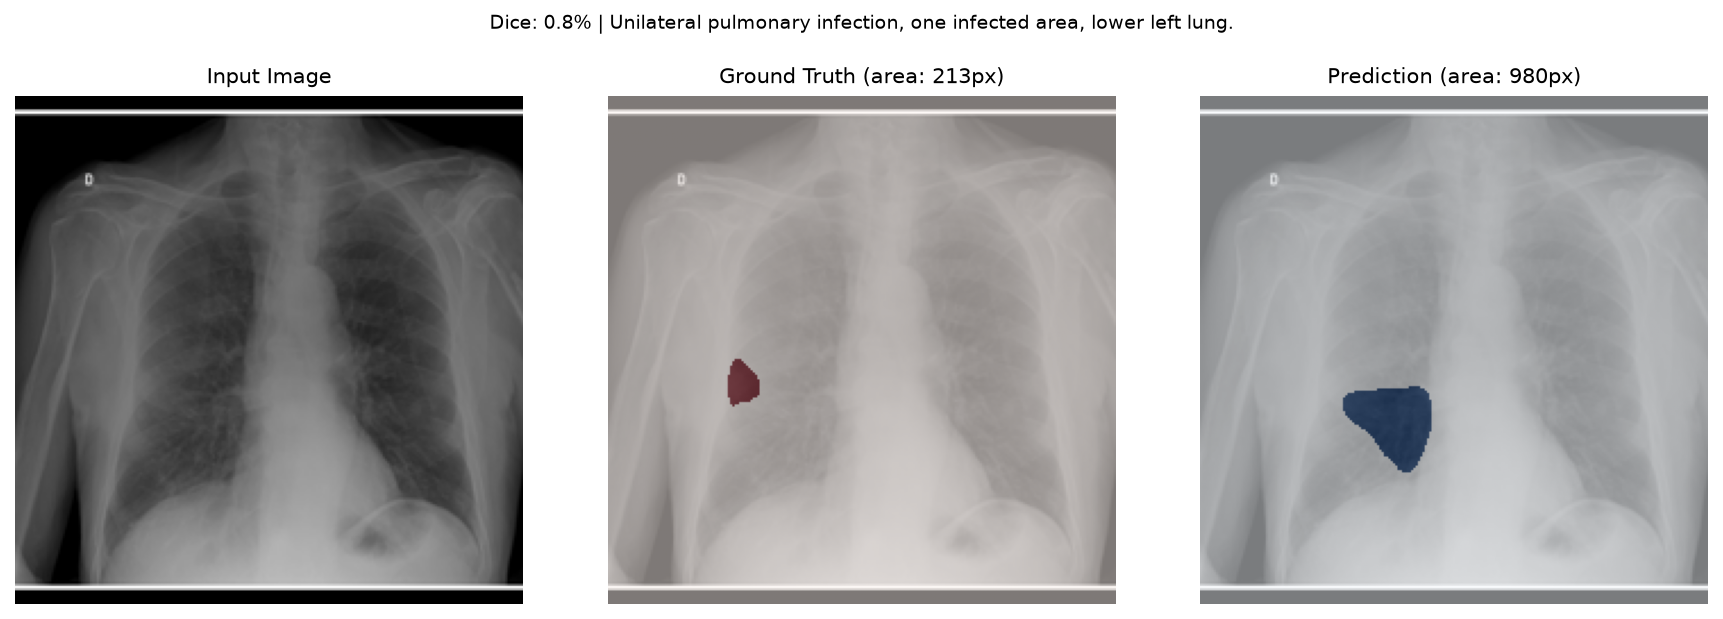 Dice: 0.8% | Unilateral pulmonary infection, one infected area, lower left lung.
Input Image
Ground Truth (area: 213px)
Prediction (area: 980px)
D
D
D